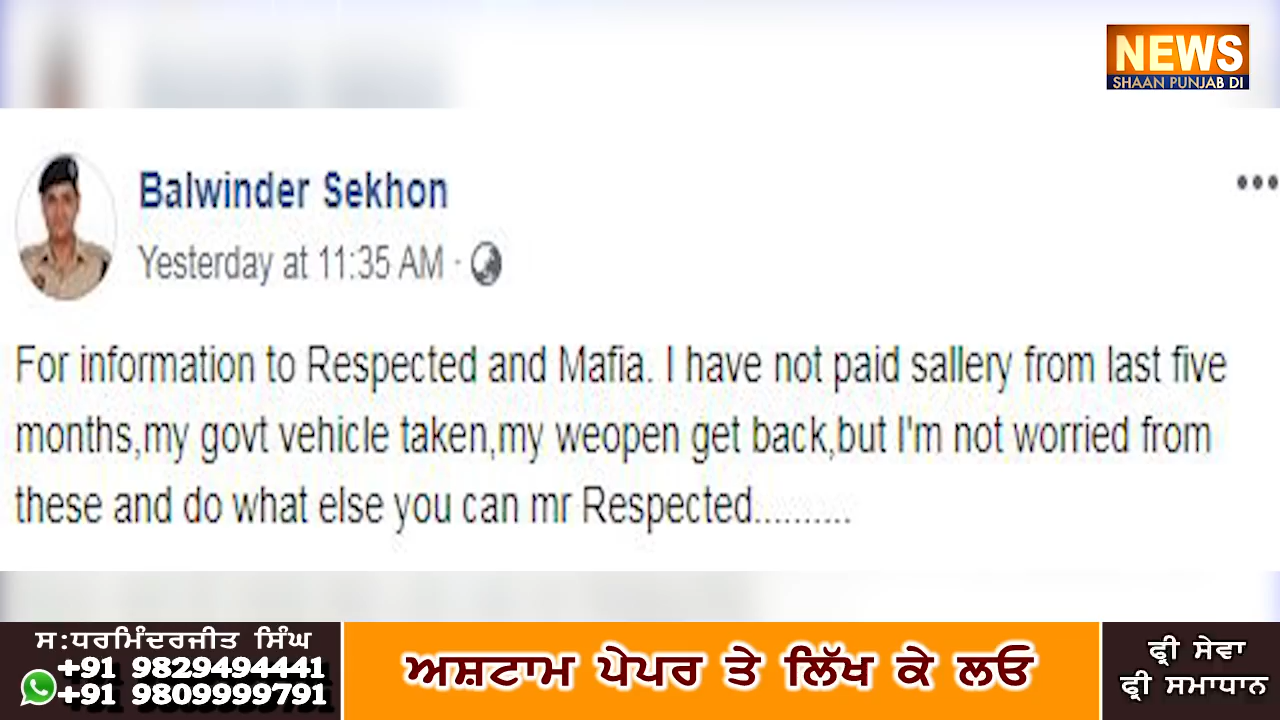 NEWS
SHAAN PUNJAB DI
Balwinder Sekhon
Yesterday at 11:35 AM ·
For information to Respected and Mafia. I have not paid sallery from last five
months,my govt vehicle taken,my weopen get back,but I'm not worried from
these and do what else you can mr Respected..........
ਸ:ਧਰਮਿੰਦਰਜੀਤ ਸਿੰਘ
+91 9829494441
+91 9809999791
ਅਸ਼ਟਾਮ ਪੇਪਰ ਤੇ ਲਿੱਖ ਕੇ ਲਓ
ਫ੍ਰੀ ਸੇਵਾ
ਫ੍ਰੀ ਸਮਾਧਾਨ